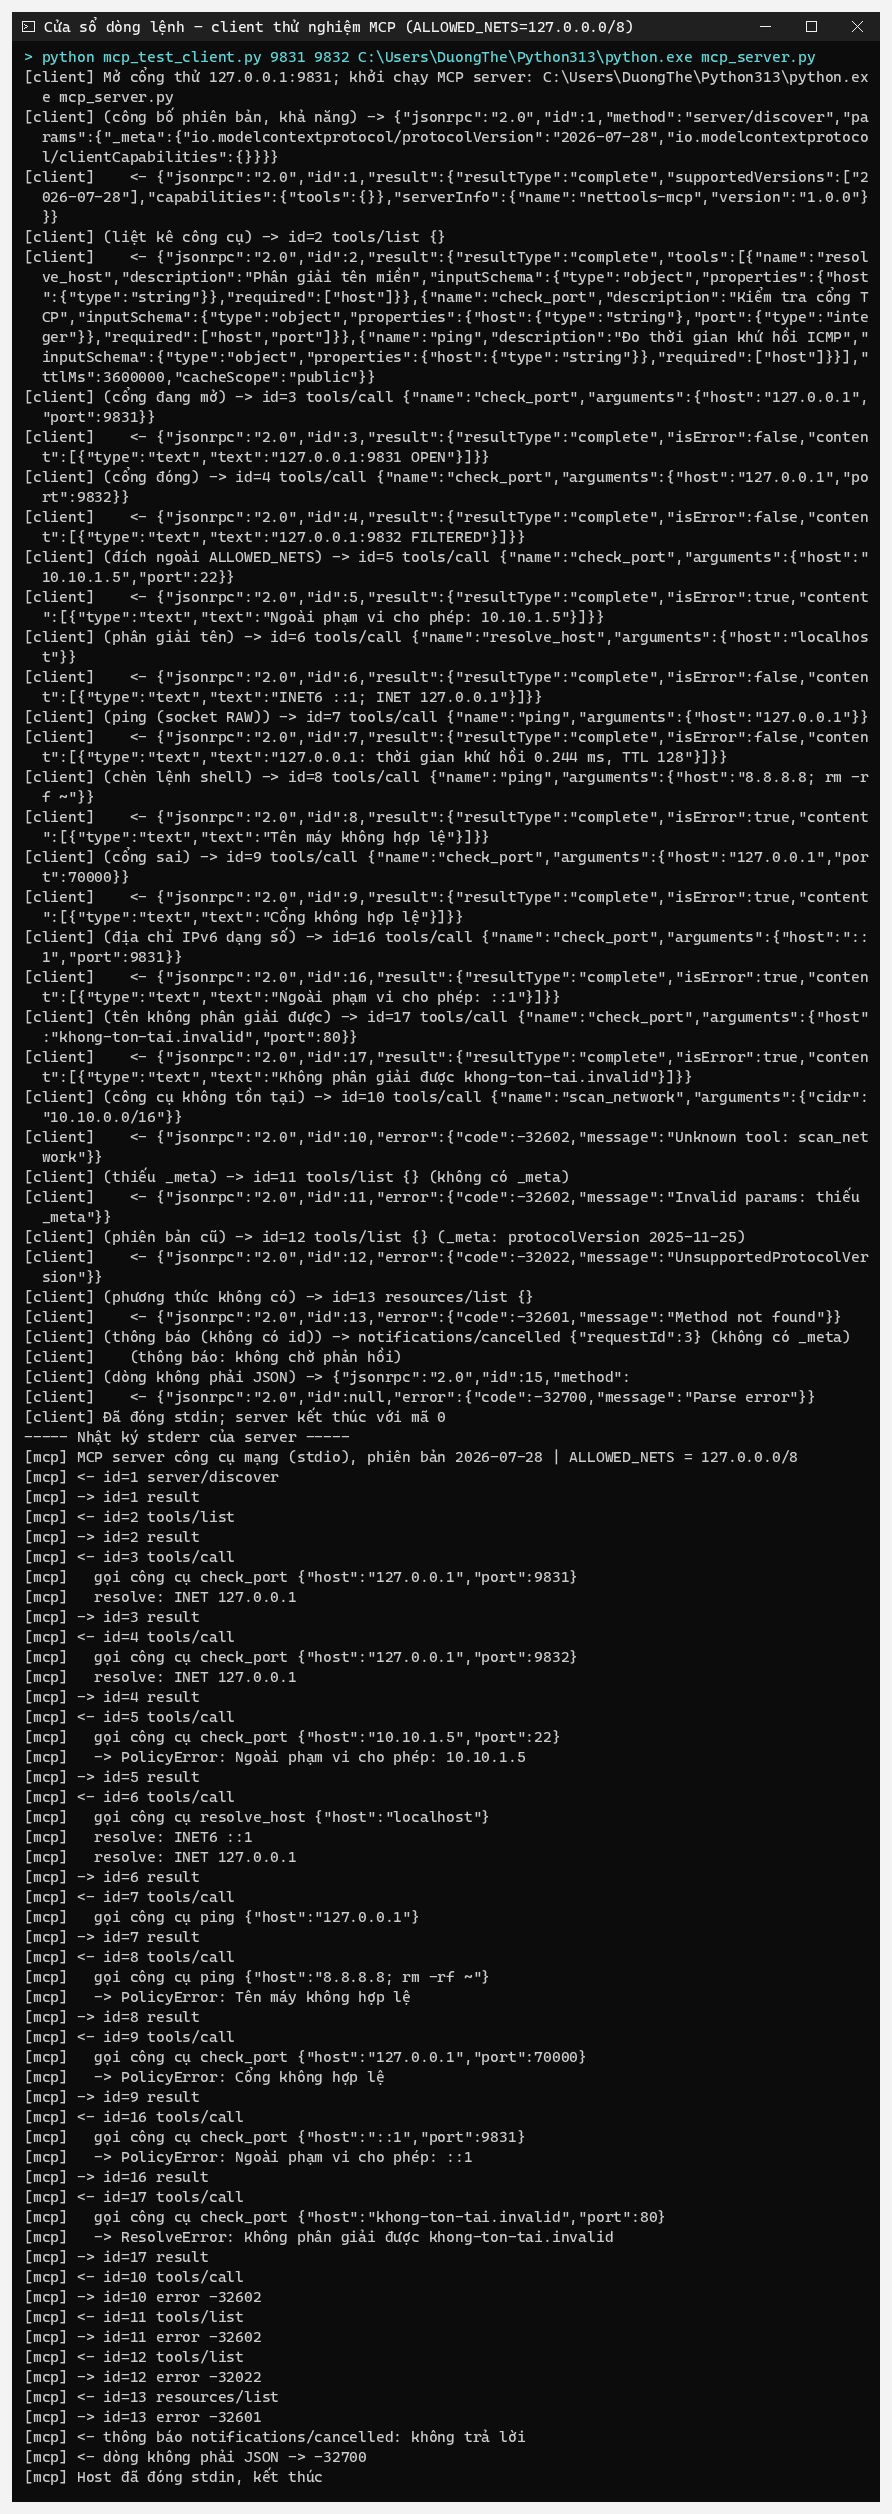 Cửa sổ dòng lệnh — client thử nghiệm MCP (ALLOWED_NETS=127.0.0.0/8)
> python mcp_test_client.py 9831 9832 C:\Users\DuongThe\Python313\python.exe mcp_server.py
[client] Mở cổng thử 127.0.0.1:9831; khởi chạy MCP server: C:\Users\DuongThe\Python313\python.ex
e mcp_server.py
[client] (công bố phiên bản, khả năng) -> {"jsonrpc":"2.0","id":1,"method":"server/discover","pa
rams":{"_meta":{"io.modelcontextprotocol/protocolVersion":"2026-07-28","io.modelcontextprotoco
l/clientCapabilities":{}}}}
[client]    <- {"jsonrpc":"2.0","id":1,"result":{"resultType":"complete","supportedVersions":["2
026-07-28"],"capabilities":{"tools":{}},"serverInfo":{"name":"nettools-mcp","version":"1.0.0"}
}}
[client] (liệt kê công cụ) -> id=2 tools/list {}
[client]    <- {"jsonrpc":"2.0","id":2,"result":{"resultType":"complete","tools":[{"name":"resol
ve_host","description":"Phân giải tên miền","inputSchema":{"type":"object","properties":{"host
":{"type":"string"}},"required":["host"]}},{"name":"check_port","description":"Kiểm tra cổng T
CP","inputSchema":{"type":"object","properties":{"host":{"type":"string"},"port":{"type":"inte
ger"}},"required":["host","port"]}},{"name":"ping","description":"Đo thời gian khứ hồi ICMP","
inputSchema":{"type":"object","properties":{"host":{"type":"string"}},"required":["host"]}}],"
ttlMs":3600000,"cacheScope":"public"}}
[client] (cổng đang mở) -> id=3 tools/call {"name":"check_port","arguments":{"host":"127.0.0.1",
"port":9831}}
[client]    <- {"jsonrpc":"2.0","id":3,"result":{"resultType":"complete","isError":false,"conten
t":[{"type":"text","text":"127.0.0.1:9831 OPEN"}]}}
[client] (cổng đóng) -> id=4 tools/call {"name":"check_port","arguments":{"host":"127.0.0.1","po
rt":9832}}
[client]    <- {"jsonrpc":"2.0","id":4,"result":{"resultType":"complete","isError":false,"conten
t":[{"type":"text","text":"127.0.0.1:9832 FILTERED"}]}}
[client] (đích ngoài ALLOWED_NETS) -> id=5 tools/call {"name":"check_port","arguments":{"host":"
10.10.1.5","port":22}}
[client]    <- {"jsonrpc":"2.0","id":5,"result":{"resultType":"complete","isError":true,"content
":[{"type":"text","text":"Ngoài phạm vi cho phép: 10.10.1.5"}]}}
[client] (phân giải tên) -> id=6 tools/call {"name":"resolve_host","arguments":{"host":"localhos
t"}}
[client]    <- {"jsonrpc":"2.0","id":6,"result":{"resultType":"complete","isError":false,"conten
t":[{"type":"text","text":"INET6 ::1; INET 127.0.0.1"}]}}
[client] (ping (socket RAW)) -> id=7 tools/call {"name":"ping","arguments":{"host":"127.0.0.1"}}
[client]    <- {"jsonrpc":"2.0","id":7,"result":{"resultType":"complete","isError":false,"conten
t":[{"type":"text","text":"127.0.0.1: thời gian khứ hồi 0.244 ms, TTL 128"}]}}
[client] (chèn lệnh shell) -> id=8 tools/call {"name":"ping","arguments":{"host":"8.8.8.8; rm -r
f ~"}}
[client]    <- {"jsonrpc":"2.0","id":8,"result":{"resultType":"complete","isError":true,"content
":[{"type":"text","text":"Tên máy không hợp lệ"}]}}
[client] (cổng sai) -> id=9 tools/call {"name":"check_port","arguments":{"host":"127.0.0.1","por
t":70000}}
[client]    <- {"jsonrpc":"2.0","id":9,"result":{"resultType":"complete","isError":true,"content
":[{"type":"text","text":"Cổng không hợp lệ"}]}}
[client] (địa chỉ IPv6 dạng số) -> id=16 tools/call {"name":"check_port","arguments":{"host":"::
1","port":9831}}
[client]    <- {"jsonrpc":"2.0","id":16,"result":{"resultType":"complete","isError":true,"conten
t":[{"type":"text","text":"Ngoài phạm vi cho phép: ::1"}]}}
[client] (tên không phân giải được) -> id=17 tools/call {"name":"check_port","arguments":{"host"
:"khong-ton-tai.invalid","port":80}}
[client]    <- {"jsonrpc":"2.0","id":17,"result":{"resultType":"complete","isError":true,"conten
t":[{"type":"text","text":"Không phân giải được khong-ton-tai.invalid"}]}}
[client] (công cụ không tồn tại) -> id=10 tools/call {"name":"scan_network","arguments":{"cidr":
"10.10.0.0/16"}}
[client]    <- {"jsonrpc":"2.0","id":10,"error":{"code":-32602,"message":"Unknown tool: scan_net
work"}}
[client] (thiếu _meta) -> id=11 tools/list {} (không có _meta)
[client]    <- {"jsonrpc":"2.0","id":11,"error":{"code":-32602,"message":"Invalid params: thiếu
_meta"}}
[client] (phiên bản cũ) -> id=12 tools/list {} (_meta: protocolVersion 2025-11-25)
[client]    <- {"jsonrpc":"2.0","id":12,"error":{"code":-32022,"message":"UnsupportedProtocolVer
sion"}}
[client] (phương thức không có) -> id=13 resources/list {}
[client]    <- {"jsonrpc":"2.0","id":13,"error":{"code":-32601,"message":"Method not found"}}
[client] (thông báo (không có id)) -> notifications/cancelled {"requestId":3} (không có _meta)
[client]    (thông báo: không chờ phản hồi)
[client] (dòng không phải JSON) -> {"jsonrpc":"2.0","id":15,"method":
[client]    <- {"jsonrpc":"2.0","id":null,"error":{"code":-32700,"message":"Parse error"}}
[client] Đã đóng stdin; server kết thúc với mã 0
----- Nhật ký stderr của server -----
[mcp] MCP server công cụ mạng (stdio), phiên bản 2026-07-28 | ALLOWED_NETS = 127.0.0.0/8
[mcp] <- id=1 server/discover
[mcp] -> id=1 result
[mcp] <- id=2 tools/list
[mcp] -> id=2 result
[mcp] <- id=3 tools/call
[mcp]   gọi công cụ check_port {"host":"127.0.0.1","port":9831}
[mcp]   resolve: INET 127.0.0.1
[mcp] -> id=3 result
[mcp] <- id=4 tools/call
[mcp]   gọi công cụ check_port {"host":"127.0.0.1","port":9832}
[mcp]   resolve: INET 127.0.0.1
[mcp] -> id=4 result
[mcp] <- id=5 tools/call
[mcp]   gọi công cụ check_port {"host":"10.10.1.5","port":22}
[mcp]   -> PolicyError: Ngoài phạm vi cho phép: 10.10.1.5
[mcp] -> id=5 result
[mcp] <- id=6 tools/call
[mcp]   gọi công cụ resolve_host {"host":"localhost"}
[mcp]   resolve: INET6 ::1
[mcp]   resolve: INET 127.0.0.1
[mcp] -> id=6 result
[mcp] <- id=7 tools/call
[mcp]   gọi công cụ ping {"host":"127.0.0.1"}
[mcp] -> id=7 result
[mcp] <- id=8 tools/call
[mcp]   gọi công cụ ping {"host":"8.8.8.8; rm -rf ~"}
[mcp]   -> PolicyError: Tên máy không hợp lệ
[mcp] -> id=8 result
[mcp] <- id=9 tools/call
[mcp]   gọi công cụ check_port {"host":"127.0.0.1","port":70000}
[mcp]   -> PolicyError: Cổng không hợp lệ
[mcp] -> id=9 result
[mcp] <- id=16 tools/call
[mcp]   gọi công cụ check_port {"host":"::1","port":9831}
[mcp]   -> PolicyError: Ngoài phạm vi cho phép: ::1
[mcp] -> id=16 result
[mcp] <- id=17 tools/call
[mcp]   gọi công cụ check_port {"host":"khong-ton-tai.invalid","port":80}
[mcp]   -> ResolveError: Không phân giải được khong-ton-tai.invalid
[mcp] -> id=17 result
[mcp] <- id=10 tools/call
[mcp] -> id=10 error -32602
[mcp] <- id=11 tools/list
[mcp] -> id=11 error -32602
[mcp] <- id=12 tools/list
[mcp] -> id=12 error -32022
[mcp] <- id=13 resources/list
[mcp] -> id=13 error -32601
[mcp] <- thông báo notifications/cancelled: không trả lời
[mcp] <- dòng không phải JSON -> -32700
[mcp] Host đã đóng stdin, kết thúc